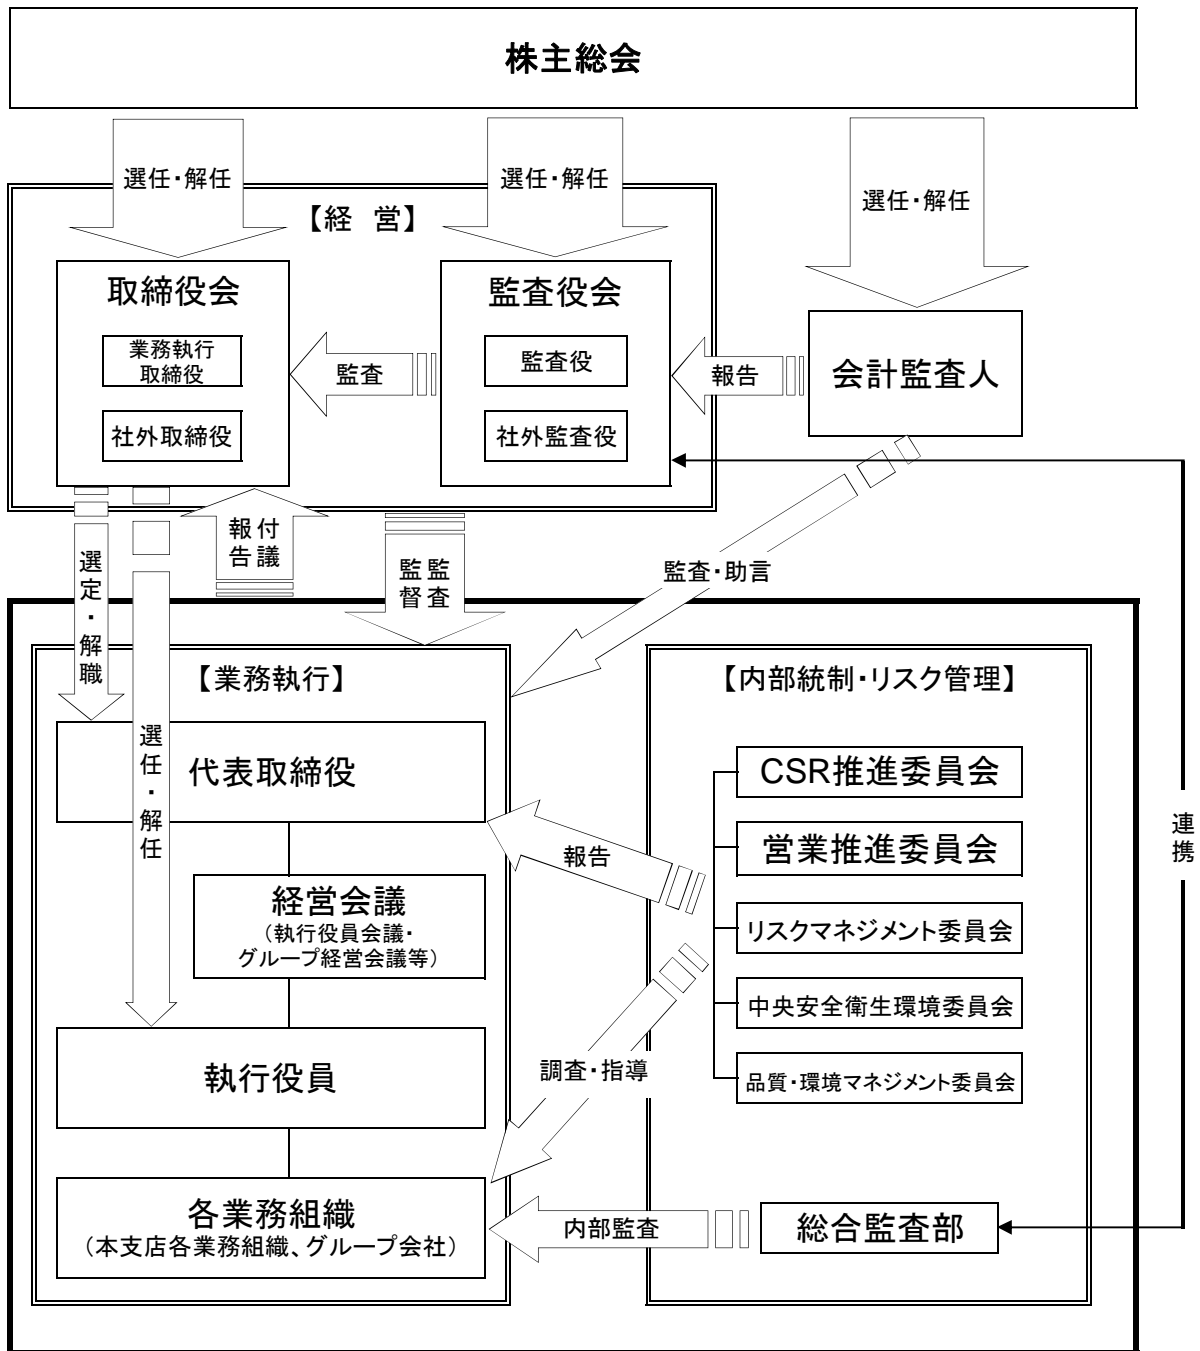 株主総会
選任・解任
選任・解任
選任・解任
【経 営】
取締役会
業務執行
取締役
社外取締役
監査
監査役会
監査役
社外監査役
報告
会計監査人
選定・解職
選任・解任
報告
付議
監督
監査
監査・助言
連携
【業務執行】
代表取締役
経営会議
（執行役員会議・
グループ経営会議等）
執行役員
各業務組織
（本支店各業務組織、グループ会社）
報告
調査・指導
内部監査
【内部統制・リスク管理】
CSR推進委員会
営業推進委員会
リスクマネジメント委員会
中央安全衛生環境委員会
品質・環境マネジメント委員会
総合監査部